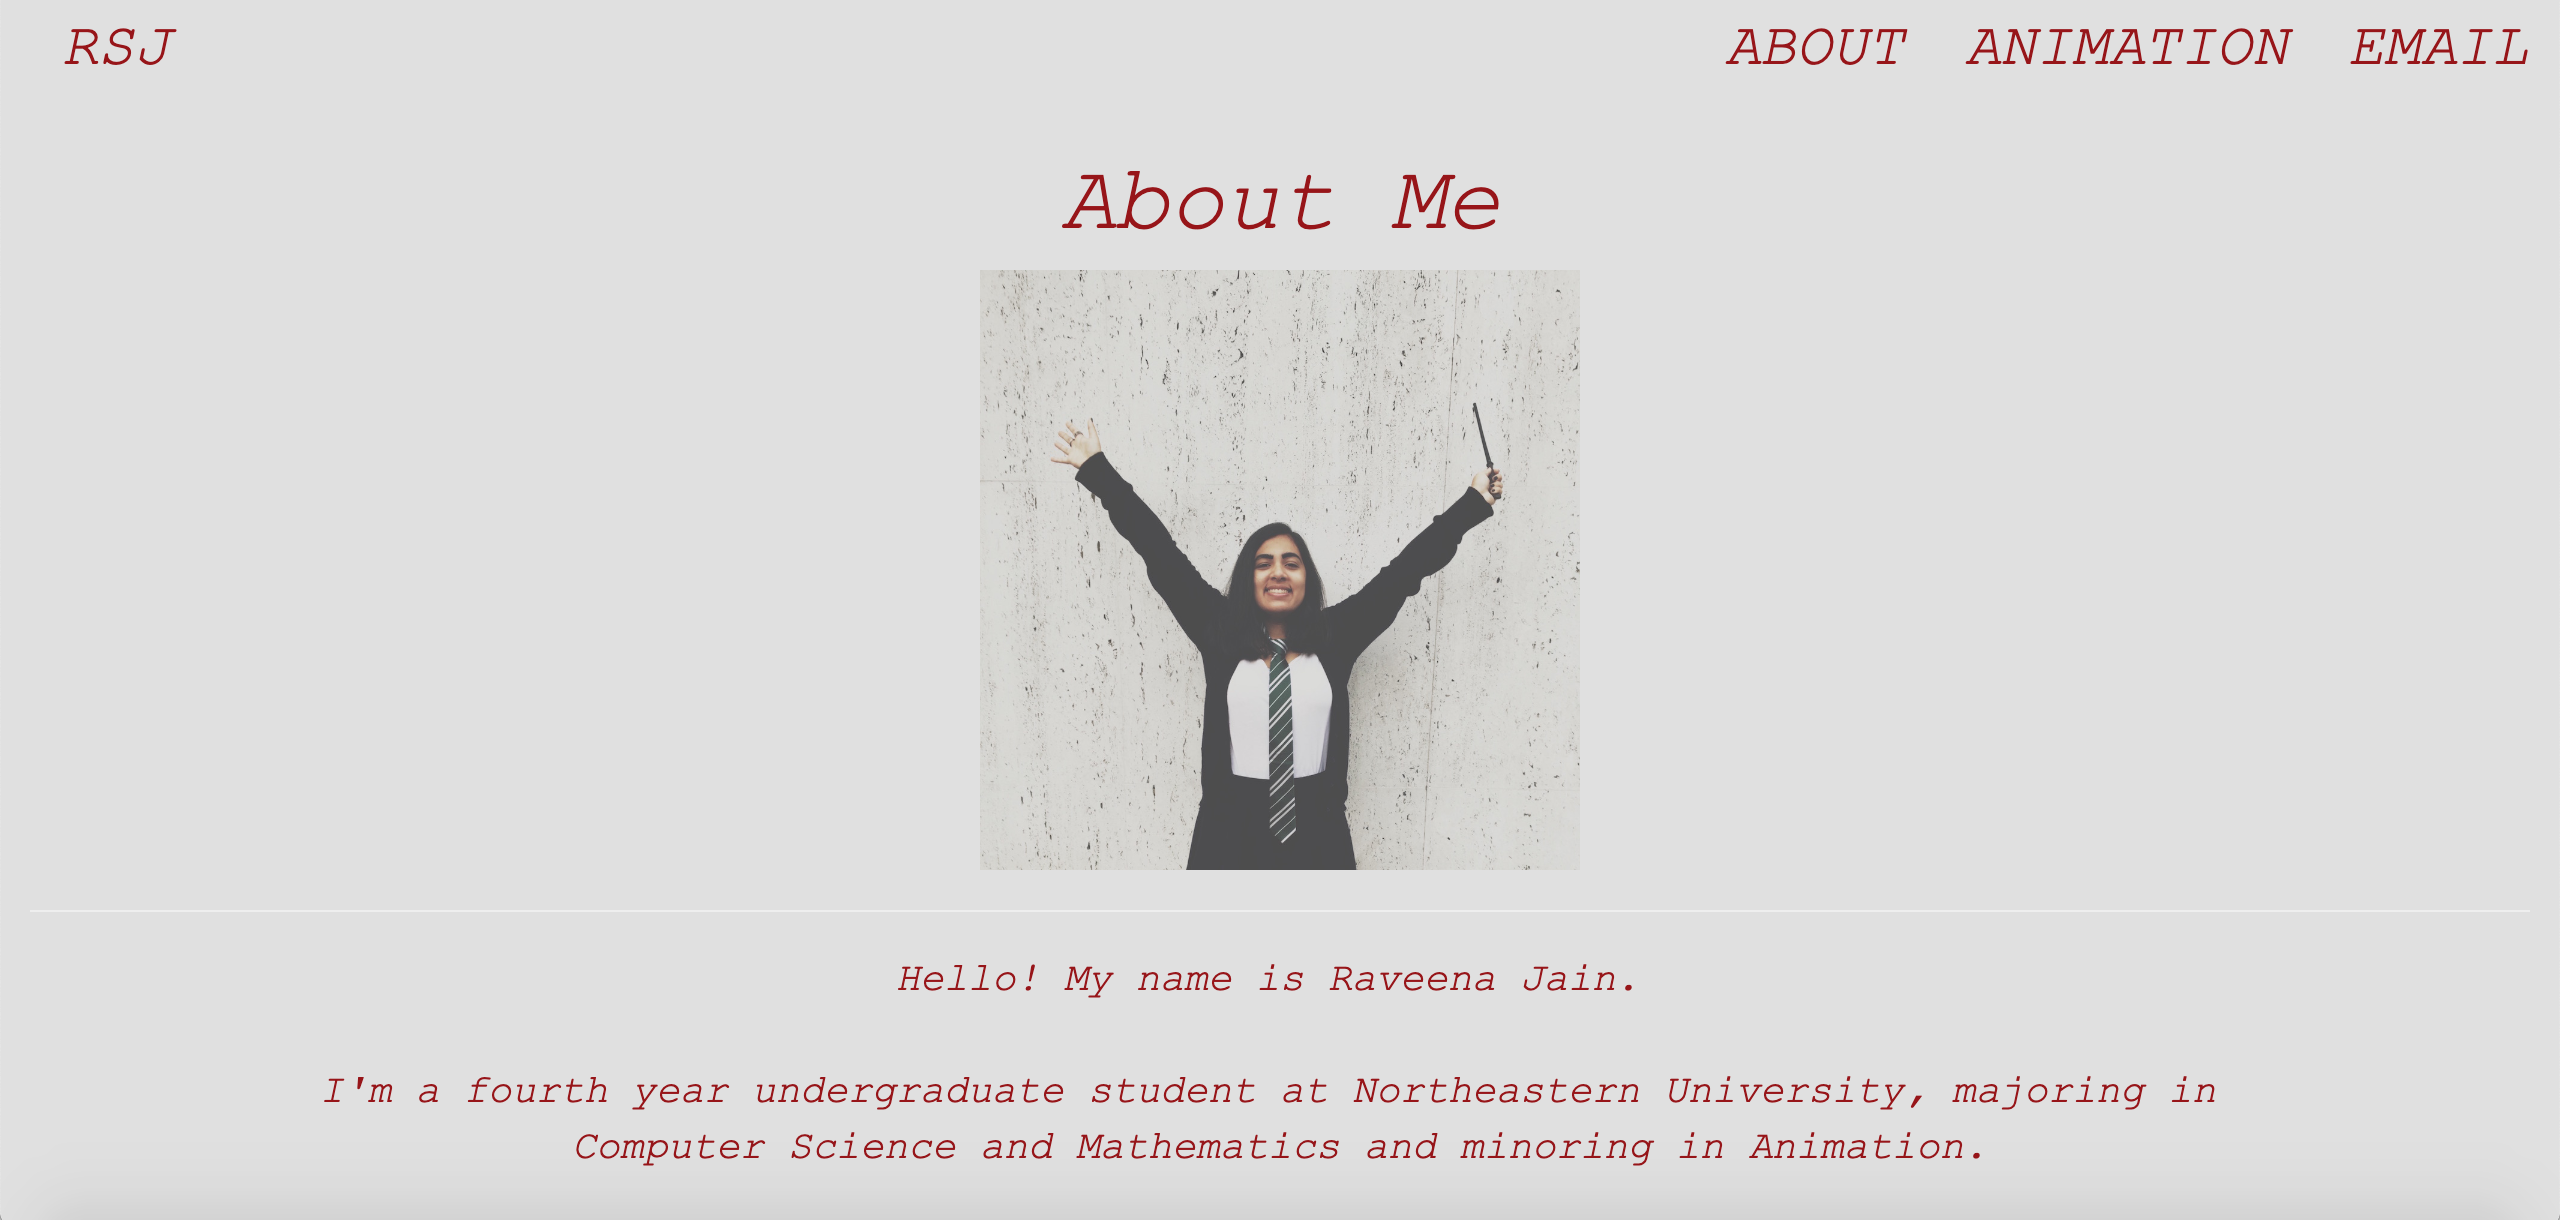 RSJ
ABOUT ANIMATION EMAIL
About Me
Hello! My name is Raveena Jain.
I'm a fourth year undergraduate student at Northeastern University, majoring in
Computer Science and Mathematics and minoring in Animation.